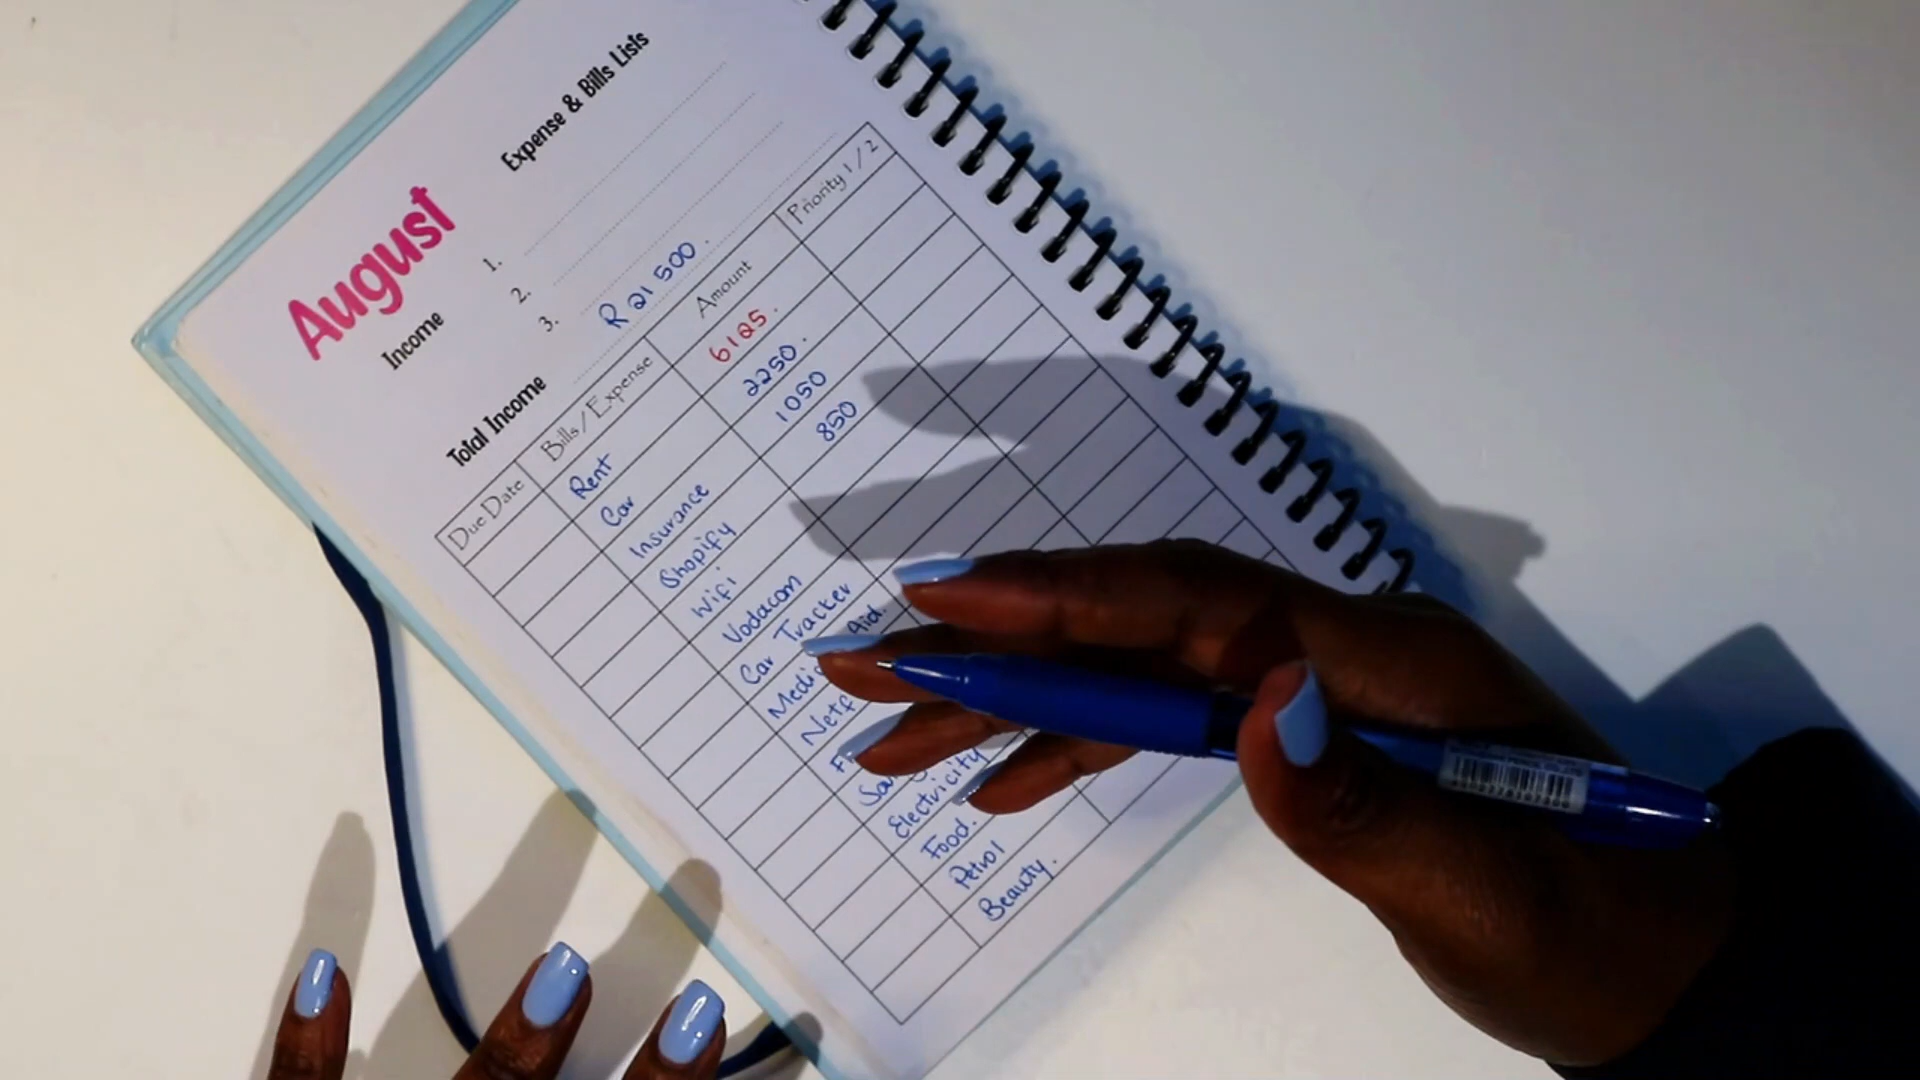 August
Expense & Bills Lists
Income
1.
2.
3.
Total Income R 21 500.
Due Date Bills/Expense Amount Priority 1/2
Rent 6125.
Car 2250.
Insurance 1050
Shopify 850
Wifi
Vodacom
Car Tracker
Aid.
Electricity
Food.
Petrol
Beauty.